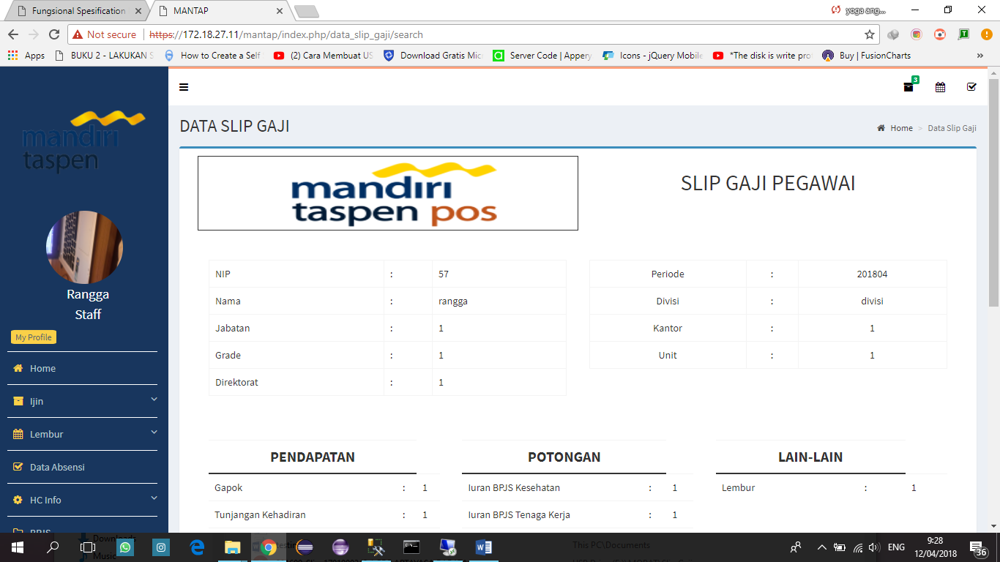 Fungsional Spesification
MANTAP
yoga ang...
Not secure
https://172.18.27.11/mantap/index.php/data_slip_gaji/search
Apps
BUKU 2 - LAKUKAN S
How to Create a Self
(2) Cara Membuat US
Download Gratis Mic
Server Code | Appery
Icons - jQuery Mobile
*The disk is write pro
Buy | FusionCharts
»
3
mandiri
taspen
Rangga
Staff
My Profile
Home
Ijin
Lembur
Data Absensi
HC Info
BPJS
DATA SLIP GAJI
Home > Data Slip Gaji
mandiri
taspen pos
SLIP GAJI PEGAWAI
NIP : 57
Nama : rangga
Jabatan : 1
Grade : 1
Direktorat : 1
Periode : 201804
Divisi : divisi
Kantor : 1
Unit : 1
PENDAPATAN
Gapok : 1
Tunjangan Kehadiran : 1
POTONGAN
Iuran BPJS Kesehatan : 1
Iuran BPJS Tenaga Kerja : 1
LAIN-LAIN
Lembur : 1
Downloads
Music
This PC\Documents
ENG
9:28
12/04/2018
36